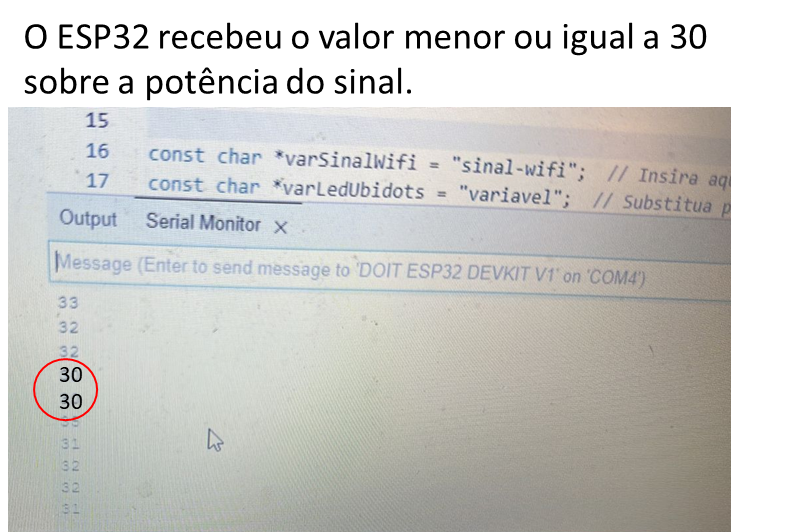 O ESP32 recebeu o valor menor ou igual a 30
sobre a potência do sinal.
15
16 const char *varSinalWifi = "sinal-wifi"; // Insira
17 const char *varLedUbidots = "variavel"; // Substitua
Output Serial Monitor ×
Message (Enter to send message to 'DOIT ESP32 DEVKIT V1' on 'COM4')
33
32
32
30
30
31
32
32
31